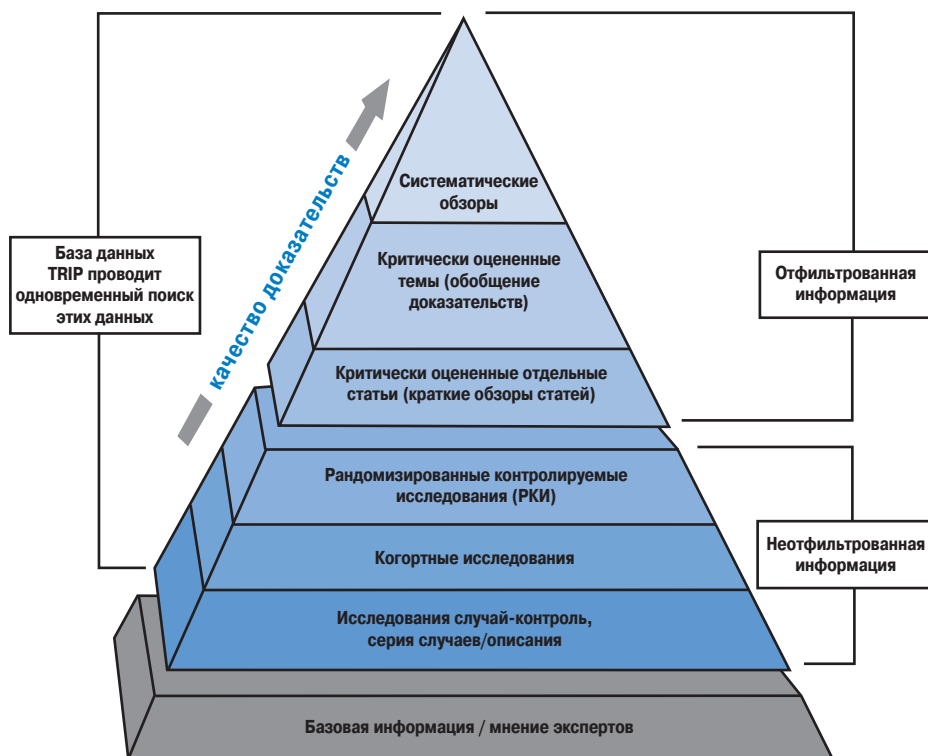 качество доказательств
База данных
TRIP проводит
одновременный поиск
этих данных
Систематические
обзоры
Критически оцененные
темы (обобщение
доказательств)
Критически оцененные отдельные
статьи (краткие обзоры статей)
Отфильтрованная
информация
Рандомизированные контролируемые
исследования (РКИ)
Когортные исследования
Исследования случай-контроль,
серия случаев/описания
Неотфильтрованная
информация
Базовая информация / мнение экспертов